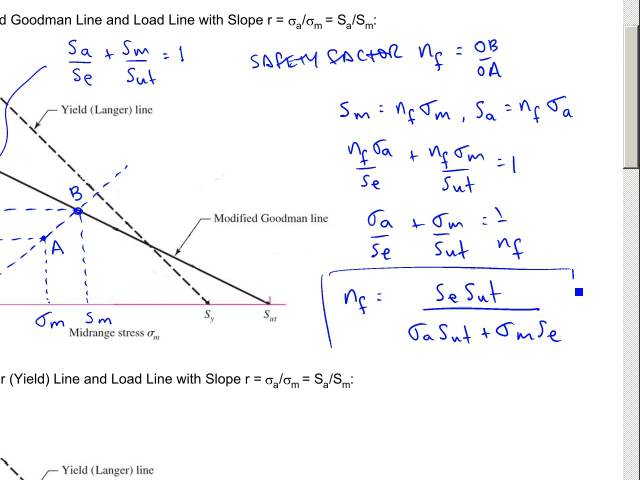 d Goodman Line and Load Line with Slope r = σa/σm = Sa/Sm:
Sa/Se + Sm/Sut = 1
SAFETY FACTOR nf = OB/OA
Yield (Langer) line
Sm = nf σm, Sa = nf σa
nf σa/Se + nf σm/Sut = 1
B
Modified Goodman line
σa/Se + σm/Sut = 1/nf
A
nf = Se Sut / σa Sut + σm Se
σm Sm Sy Sut
Midrange stress σm
r (Yield) Line and Load Line with Slope r = σa/σm = Sa/Sm:
Yield (Langer) line